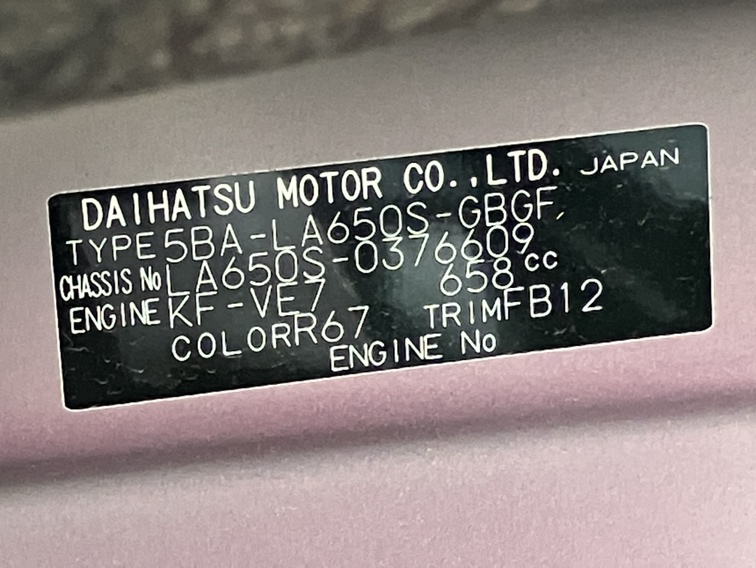 DAIHATSU MOTOR CO.,LTD. JAPAN
TYPE 5BA-LA650S-GBGF
CHASSIS No LA650S-0376609
ENGINE KF-VE7 658cc
COLOR R67 TRIM FB12
ENGINE No